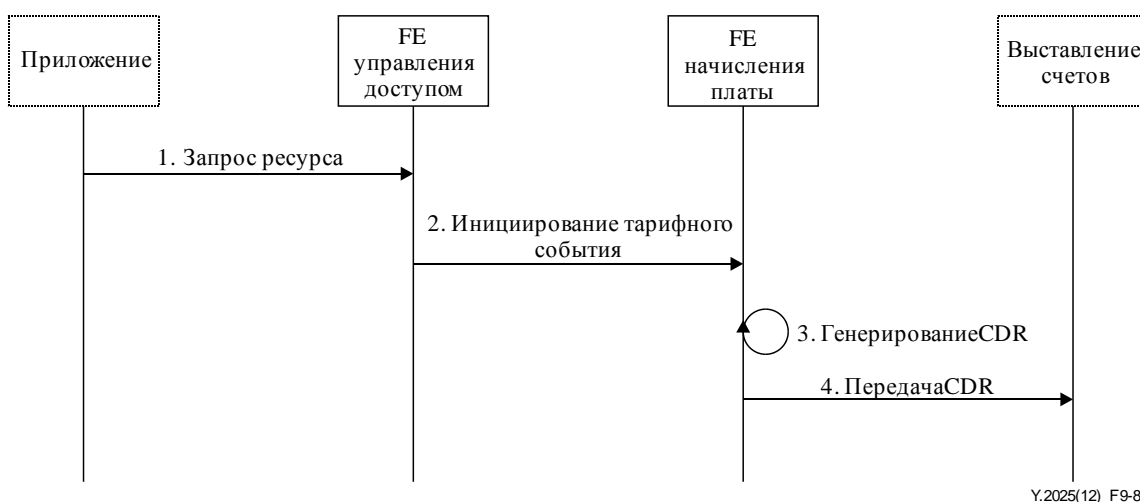 Приложение
FE
управления
доступом
FE
начисления
платы
Выставление
счетов
1. Запрос ресурса
2. Инициирование тарифного
события
3. ГенерированиеCDR
4. ПередачаCDR
Y.2025(12)_F9-8